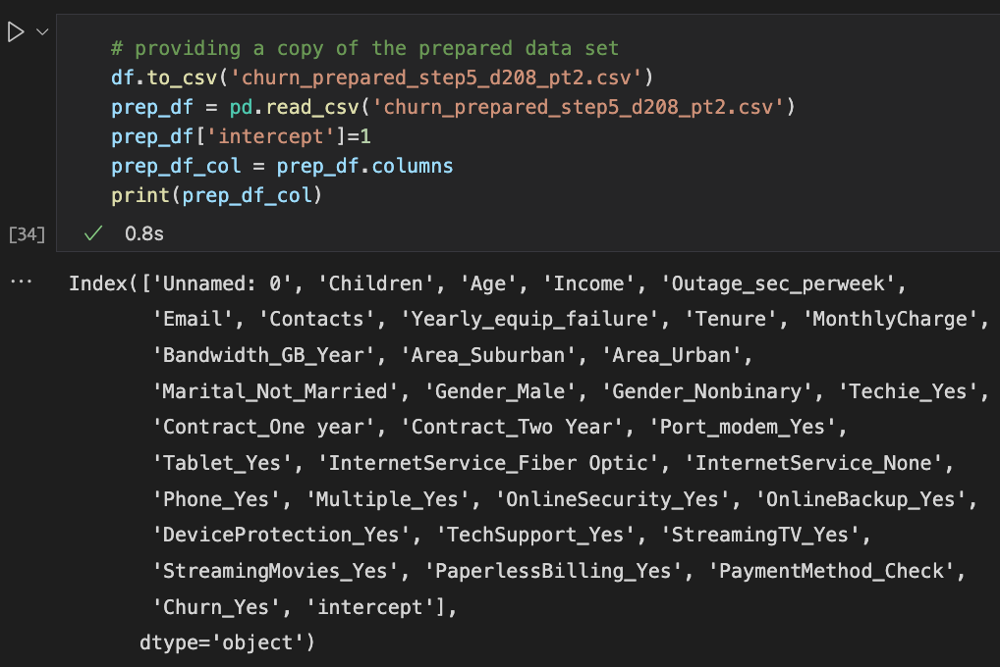 # providing a copy of the prepared data set
df.to_csv('churn_prepared_step5_d208_pt2.csv')
prep_df = pd.read_csv('churn_prepared_step5_d208_pt2.csv')
prep_df['intercept']=1
prep_df_col = prep_df.columns
print(prep_df_col)
[34] ✓ 0.8s
... Index(['Unnamed: 0', 'Children', 'Age', 'Income', 'Outage_sec_perweek',
'Email', 'Contacts', 'Yearly_equip_failure', 'Tenure', 'MonthlyCharge',
'Bandwidth_GB_Year', 'Area_Suburban', 'Area_Urban',
'Marital_Not_Married', 'Gender_Male', 'Gender_Nonbinary', 'Techie_Yes',
'Contract_One year', 'Contract_Two Year', 'Port_modem_Yes',
'Tablet_Yes', 'InternetService_Fiber Optic', 'InternetService_None',
'Phone_Yes', 'Multiple_Yes', 'OnlineSecurity_Yes', 'OnlineBackup_Yes',
'DeviceProtection_Yes', 'TechSupport_Yes', 'StreamingTV_Yes',
'StreamingMovies_Yes', 'PaperlessBilling_Yes', 'PaymentMethod_Check',
'Churn_Yes', 'intercept'],
dtype='object')